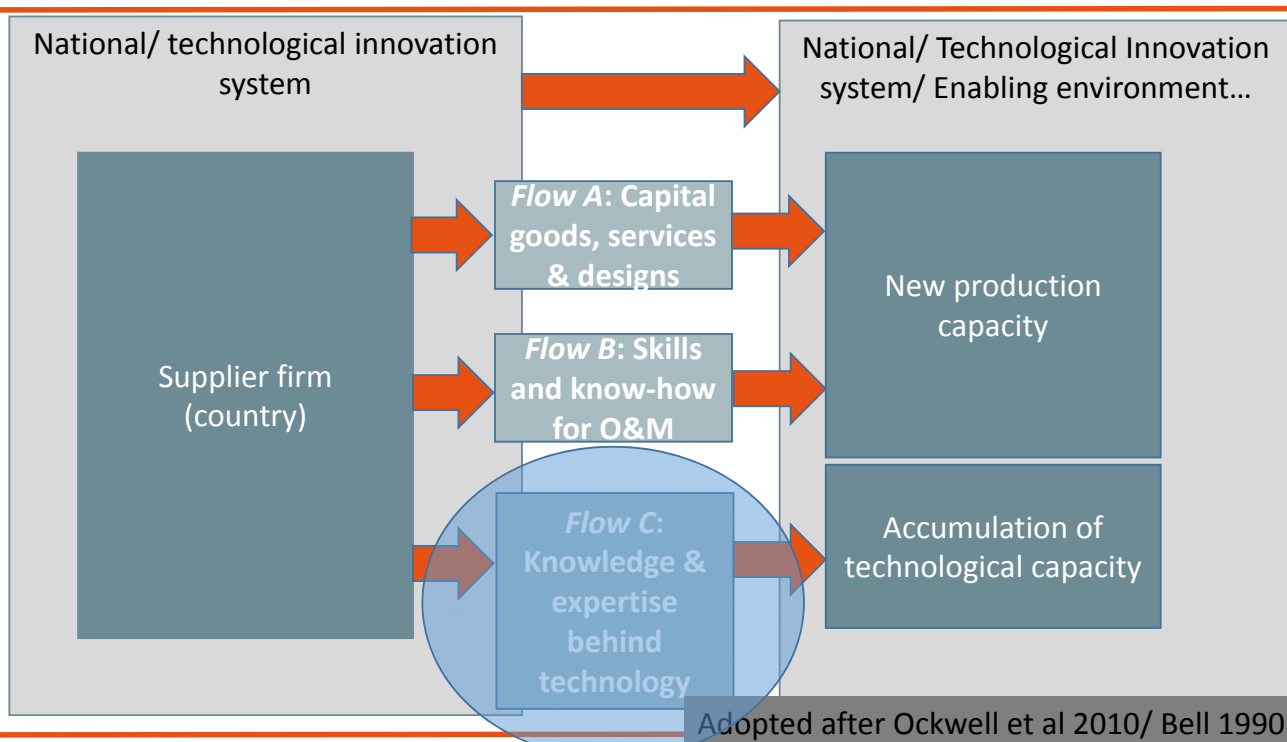 National/ technological innovation
system
National/ Technological Innovation
system/ Enabling environment…
Supplier firm
(country)
Flow A: Capital
goods, services
& designs
Flow B: Skills
and know-how
for O&M
Flow C:
Knowledge &
expertise
behind
technology
New production
capacity
Accumulation of
technological capacity
Adopted after Ockwell et al 2010/ Bell 1990